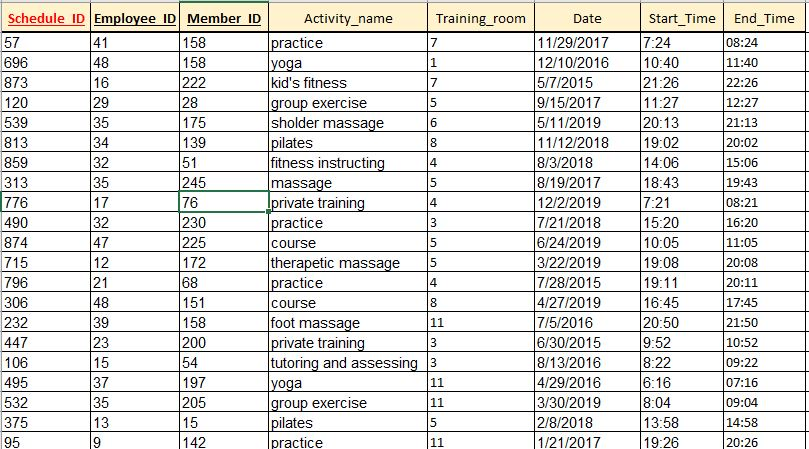 Schedule_ID Employee_ID Member_ID Activity_name Training_room Date Start_Time End_Time
57 41 158 practice 7 11/29/2017 7:24 08:24
696 48 158 yoga 1 12/10/2016 10:40 11:40
873 16 222 kid's fitness 7 5/7/2015 21:26 22:26
120 29 28 group exercise 5 9/15/2017 11:27 12:27
539 35 175 sholder massage 6 5/11/2019 20:13 21:13
813 34 139 pilates 8 11/12/2018 19:02 20:02
859 32 51 fitness instructing 4 8/3/2018 14:06 15:06
313 35 245 massage 5 8/19/2017 18:43 19:43
776 17 76 private training 4 12/2/2019 7:21 08:21
490 32 230 practice 3 7/21/2018 15:20 16:20
874 47 225 course 5 6/24/2019 10:05 11:05
715 12 172 therapetic massage 5 3/22/2019 19:08 20:08
796 21 68 practice 4 7/28/2015 19:11 20:11
306 48 151 course 8 4/27/2019 16:45 17:45
232 39 158 foot massage 11 7/5/2016 20:50 21:50
447 23 200 private training 3 6/30/2015 9:52 10:52
106 15 54 tutoring and assessing 3 8/13/2016 8:22 09:22
495 37 197 yoga 11 4/29/2016 6:16 07:16
532 35 205 group exercise 11 3/30/2019 8:04 09:04
375 13 15 pilates 5 2/8/2018 13:58 14:58
95 9 142 practice 11 1/21/2017 19:26 20:26